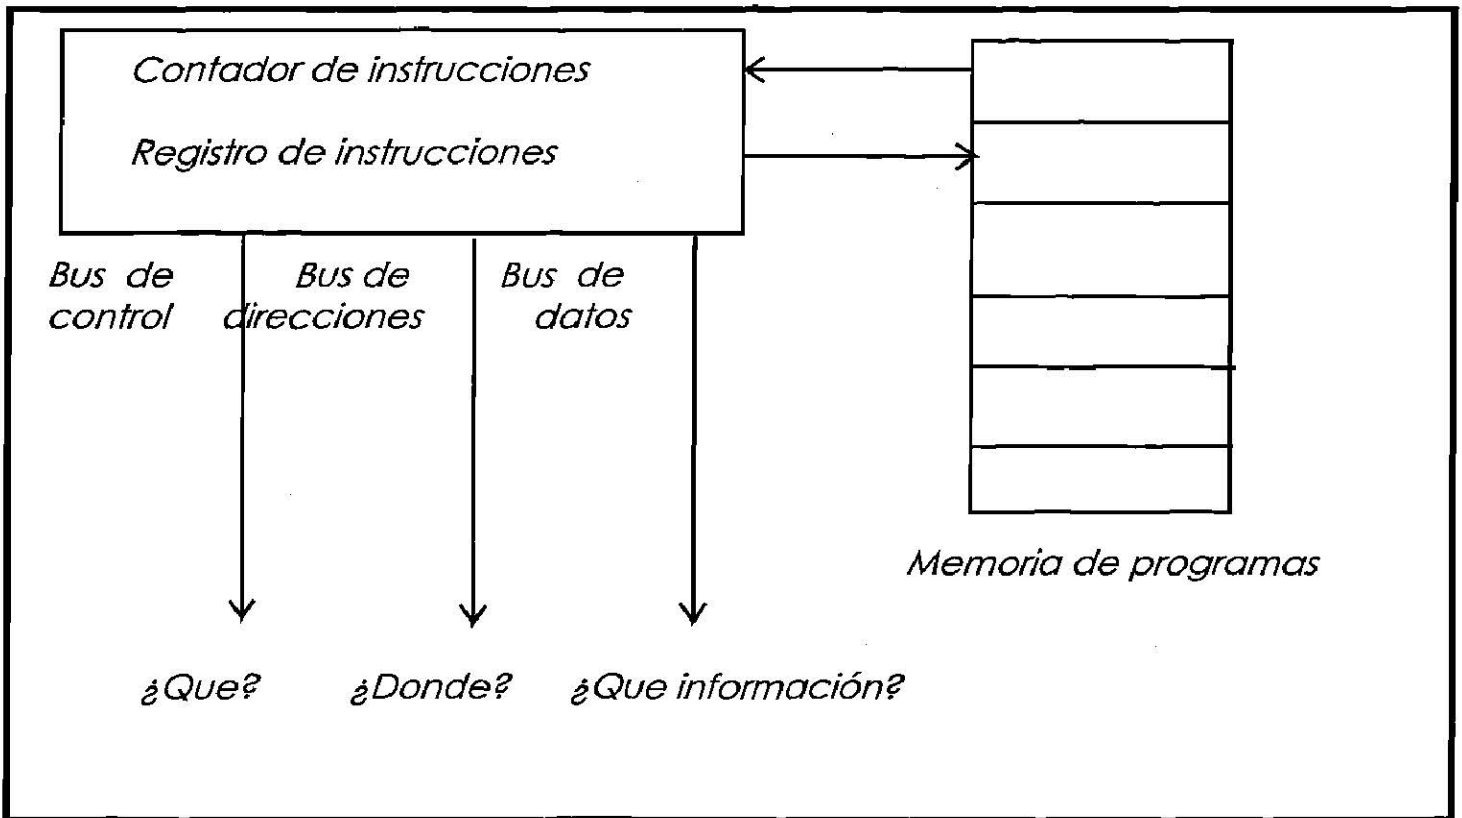 Contador de instrucciones
Registro de instrucciones
Bus de control
Bus de direcciones
Bus de datos
Memoria de programas
¿Que?
¿Donde?
¿Que información?